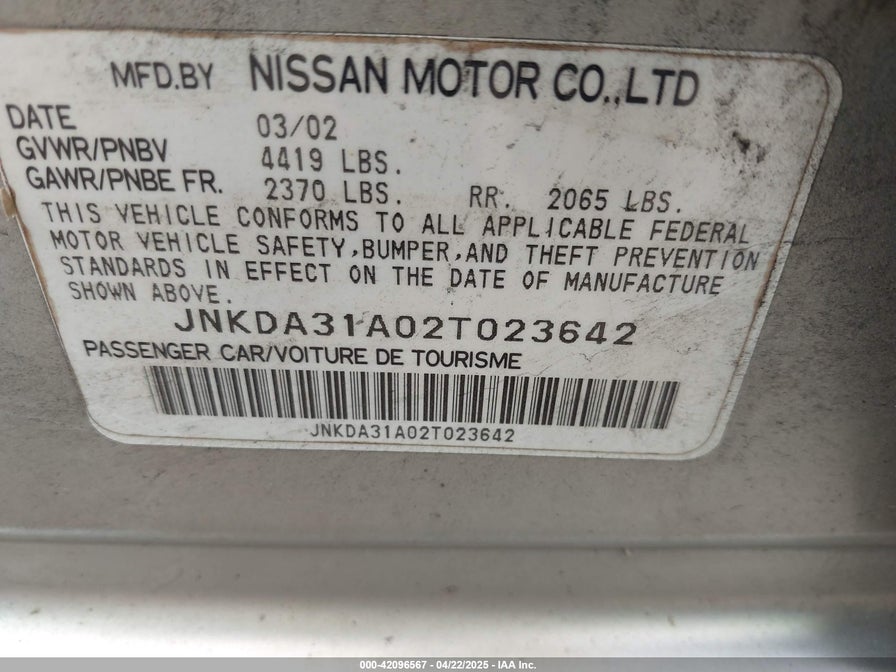 MFD.BY NISSAN MOTOR CO.,LTD
DATE 03/02
GVWR/PNBV 4419 LBS.
GAWR/PNBE FR. 2370 LBS. RR. 2065 LBS.
THIS VEHICLE CONFORMS TO ALL APPLICABLE FEDERAL
MOTOR VEHICLE SAFETY,BUMPER,AND THEFT PREVENTION
STANDARDS IN EFFECT ON THE DATE OF MANUFACTURE
SHOWN ABOVE.
JNKDA31A02T023642
PASSENGER CAR/VOITURE DE TOURISME
JNKDA31A02T023642
000-42096567 - 04/22/2025 - IAA Inc.